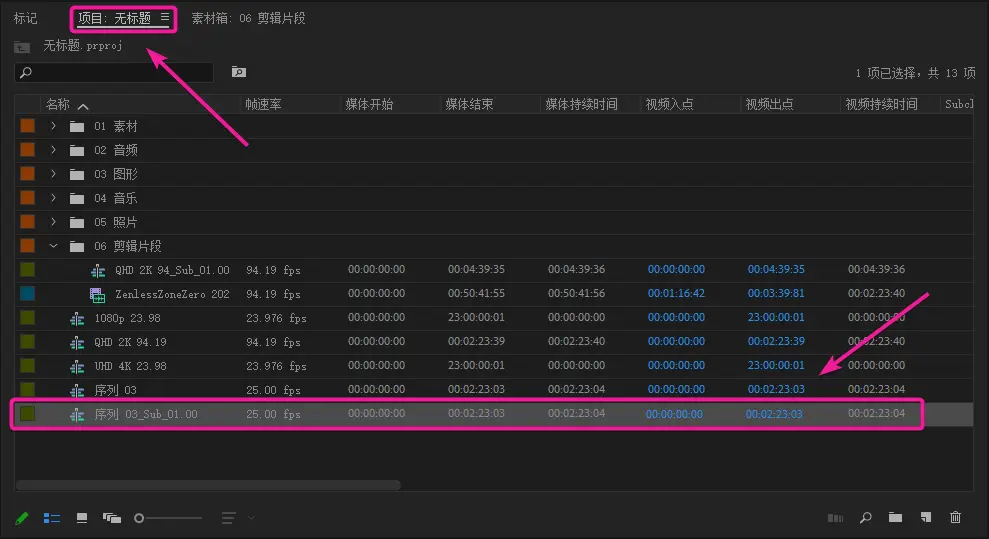 标记 项目: 无标题 素材箱: 06 剪辑片段
无标题.prproj
1 项已选择，共 13 项
名称 帧速率 媒体开始 媒体结束 媒体持续时间 视频入点 视频出点 视频持续时间 Subcl
01 素材
02 音频
03 图形
04 音乐
05 照片
06 剪辑片段
QHD 2K 94_Sub_01.00 94.19 fps 00:00:00:00 00:04:39:35 00:04:39:36 00:00:00:00 00:04:39:35 00:04:39:36
ZenlessZoneZero 202 94.19 fps 00:00:00:00 00:50:41:55 00:50:41:56 00:01:16:42 00:03:39:81 00:02:23:40
1080p 23.98 23.976 fps 00:00:00:00 23:00:00:01 00:00:00:00 00:00:00:00 23:00:00:01 00:00:00:00
QHD 2K 94.19 94.19 fps 00:00:00:00 00:02:23:39 00:02:23:40 00:00:00:00 00:02:23:39 00:02:23:40
UHD 4K 23.98 23.976 fps 00:00:00:00 23:00:00:01 00:00:00:00 00:00:00:00 23:00:00:01 00:00:00:00
序列 03 25.00 fps 00:00:00:00 00:02:23:03 00:02:23:04 00:00:00:00 00:02:23:03 00:02:23:04
序列 03_Sub_01.00 25.00 fps 00:00:00:00 00:02:23:03 00:02:23:04 00:00:00:00 00:02:23:03 00:02:23:04